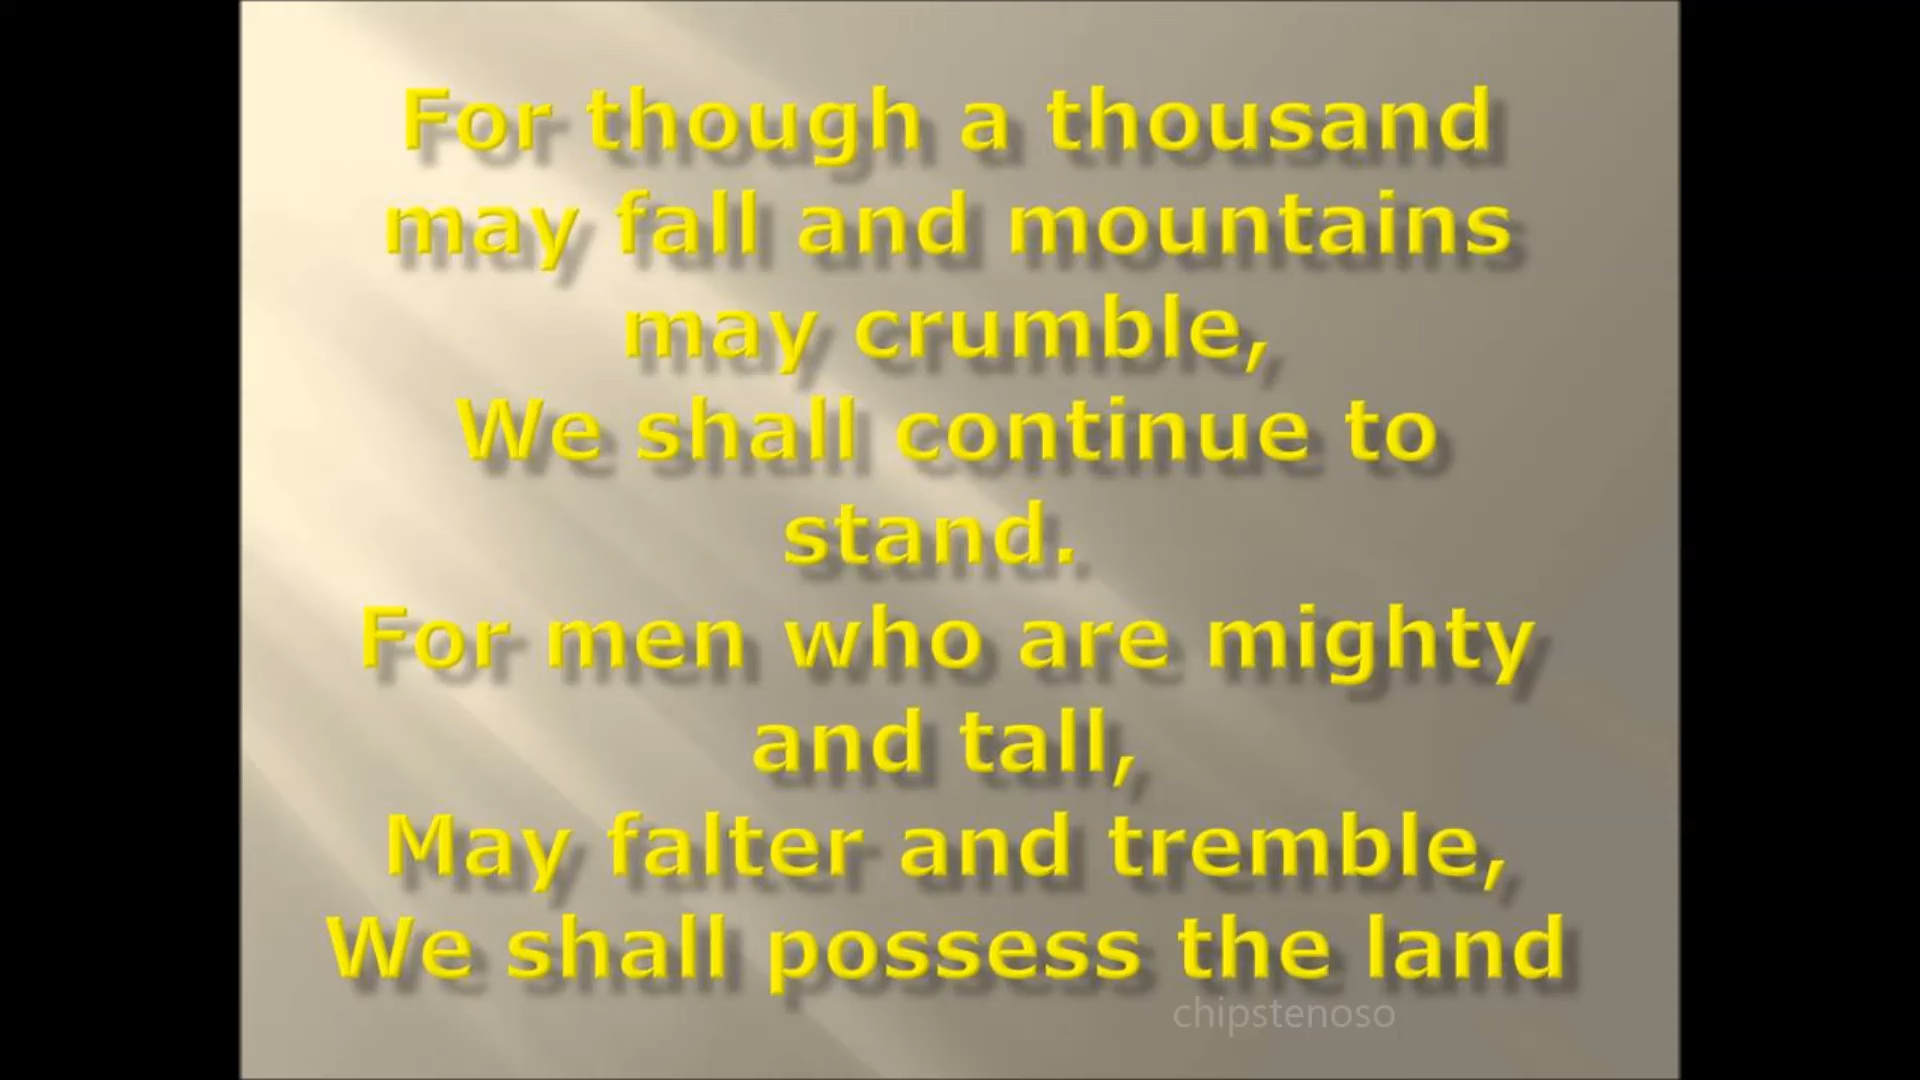 For though a thousand
may fall and mountains
may crumble,
We shall continue to
stand.
For men who are mighty
and tall,
May falter and tremble,
We shall possess the land
chipstenoso